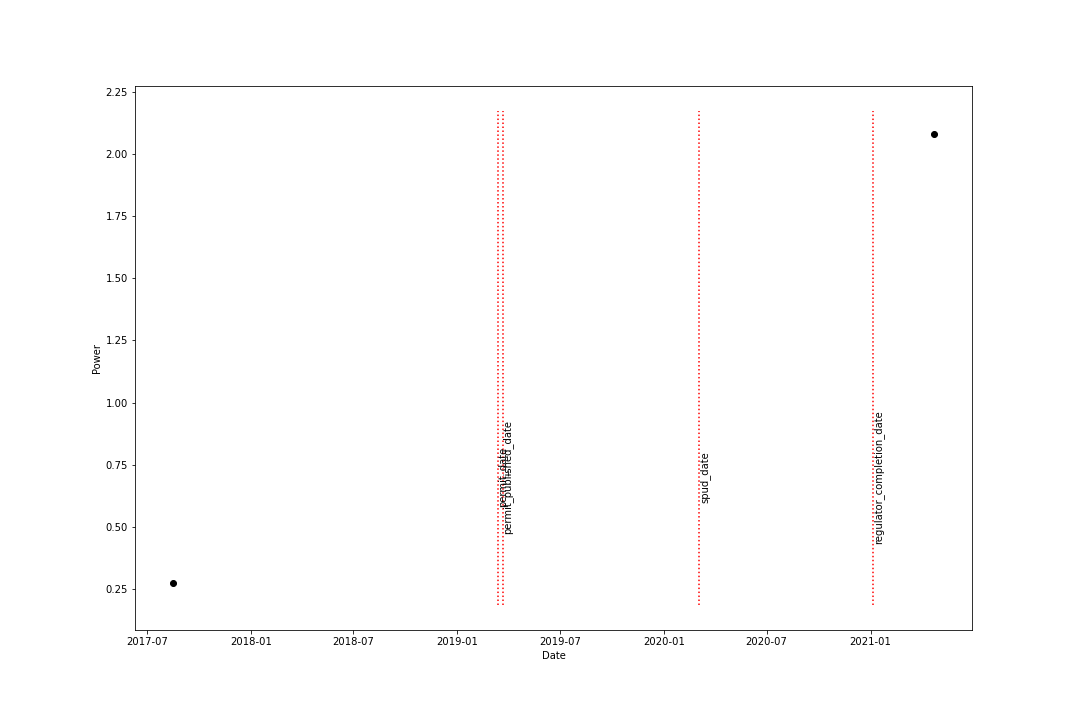 2.25
2.00
1.75
1.50
1.25
1.00
0.75
0.50
0.25
Power
permit_date
permit_published_date
spud_date
regulator_completion_date
2017-07
2018-01
2018-07
2019-01
2019-07
2020-01
2020-07
2021-01
Date